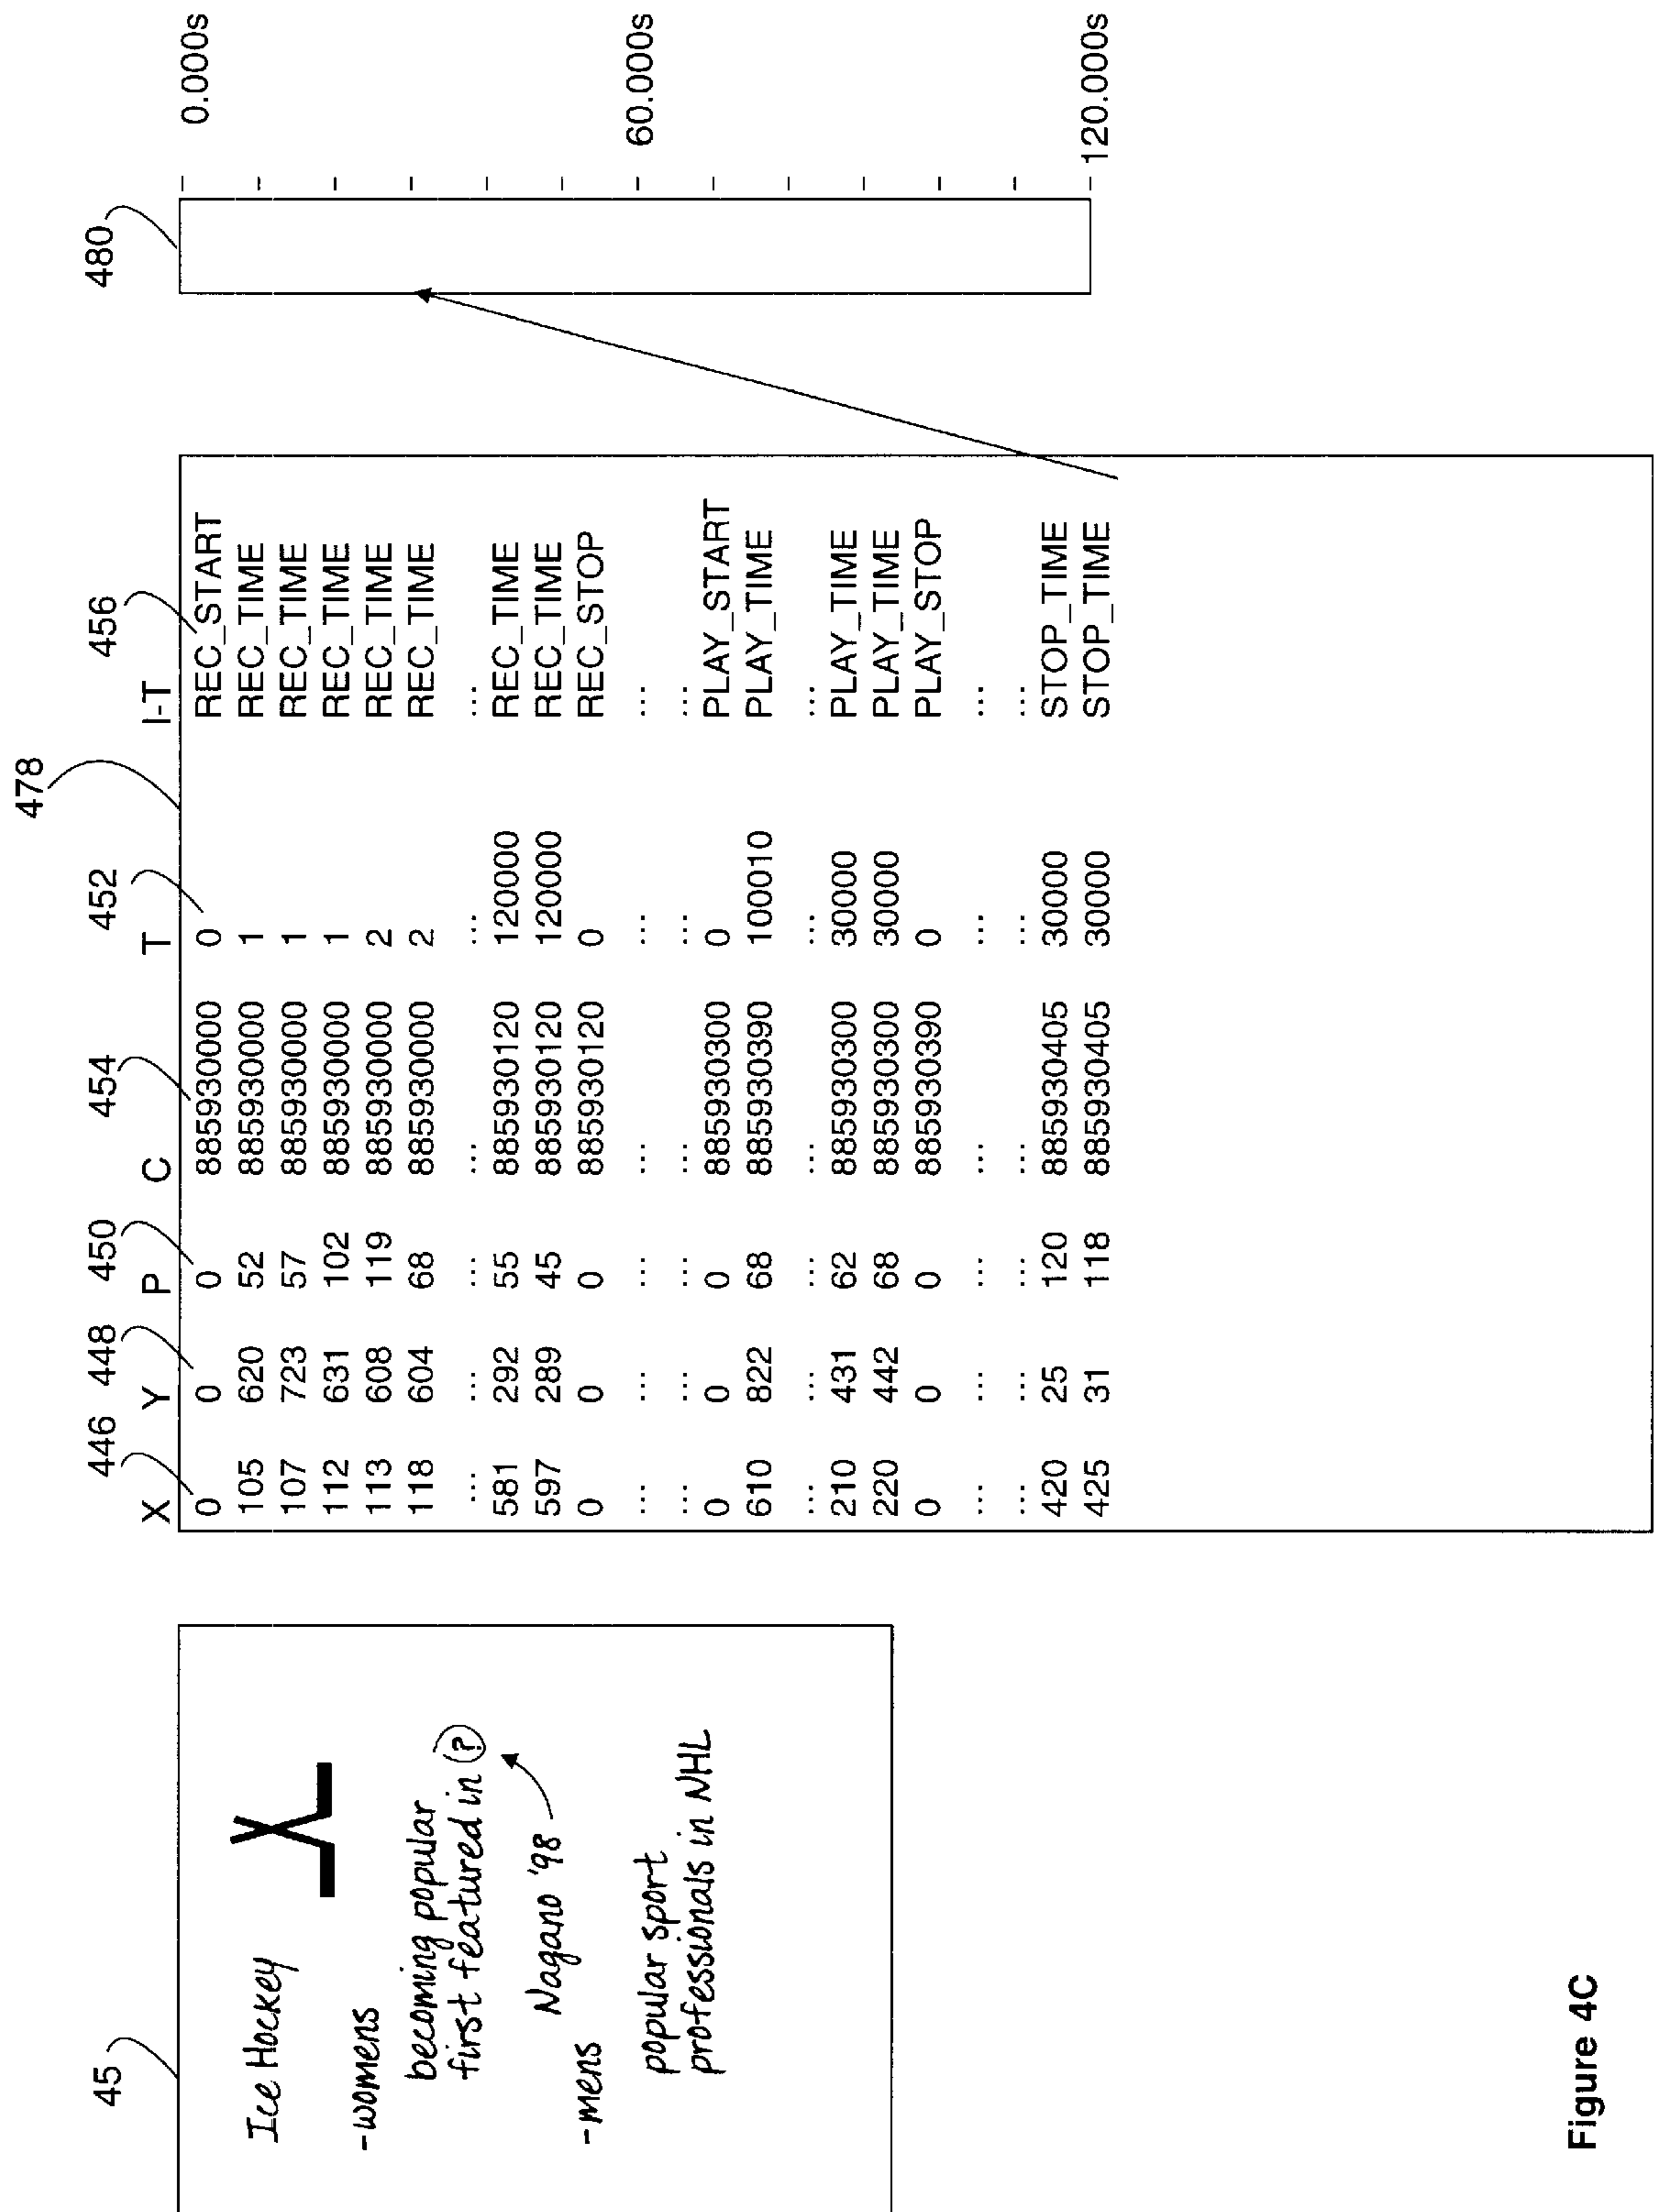 45
Ice Hockey
-womens
becoming popular
first featured in ?
Nagano '98
-mens
popular sport
professionals in NHL
478
446 448 450 454 452 456
X Y P C T I-T
0 0 0 885930000 0 REC_START
105 620 52 885930000 1 REC_TIME
107 723 57 885930000 1 REC_TIME
112 631 102 885930000 1 REC_TIME
113 608 119 885930000 2 REC_TIME
118 604 68 885930000 2 REC_TIME
... ... ... ... ... ...
581 292 55 885930120 120000 REC_TIME
597 289 45 885930120 120000 REC_TIME
0 0 0 885930120 0 REC_STOP
... ... ... ... ... ...
... ... ... ... ... ...
0 0 0 885930300 0 PLAY_START
610 822 68 885930390 100010 PLAY_TIME
... ... ... ... ... ...
210 431 62 885930300 30000 PLAY_TIME
220 442 68 885930300 30000 PLAY_TIME
0 0 0 885930390 0 PLAY_STOP
... ... ... ... ... ...
... ... ... ... ... ...
420 25 120 885930405 30000 STOP_TIME
425 31 118 885930405 30000 STOP_TIME
480
0.000s
60.000s
120.000s
Figure 4C